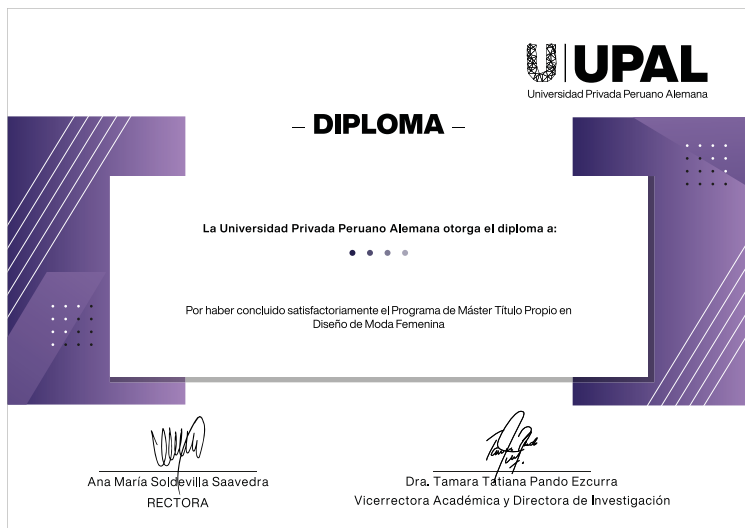 UPAL
Universidad Privada Peruano Alemana
– DIPLOMA –
La Universidad Privada Peruano Alemana otorga el diploma a:
Por haber concluido satisfactoriamente el Programa de Máster Título Propio en
Diseño de Moda Femenina
Ana María Soldevilla Saavedra
RECTORA
Dra. Tamara Tatiana Pando Ezcurra
Vicerrectora Académica y Directora de Investigación